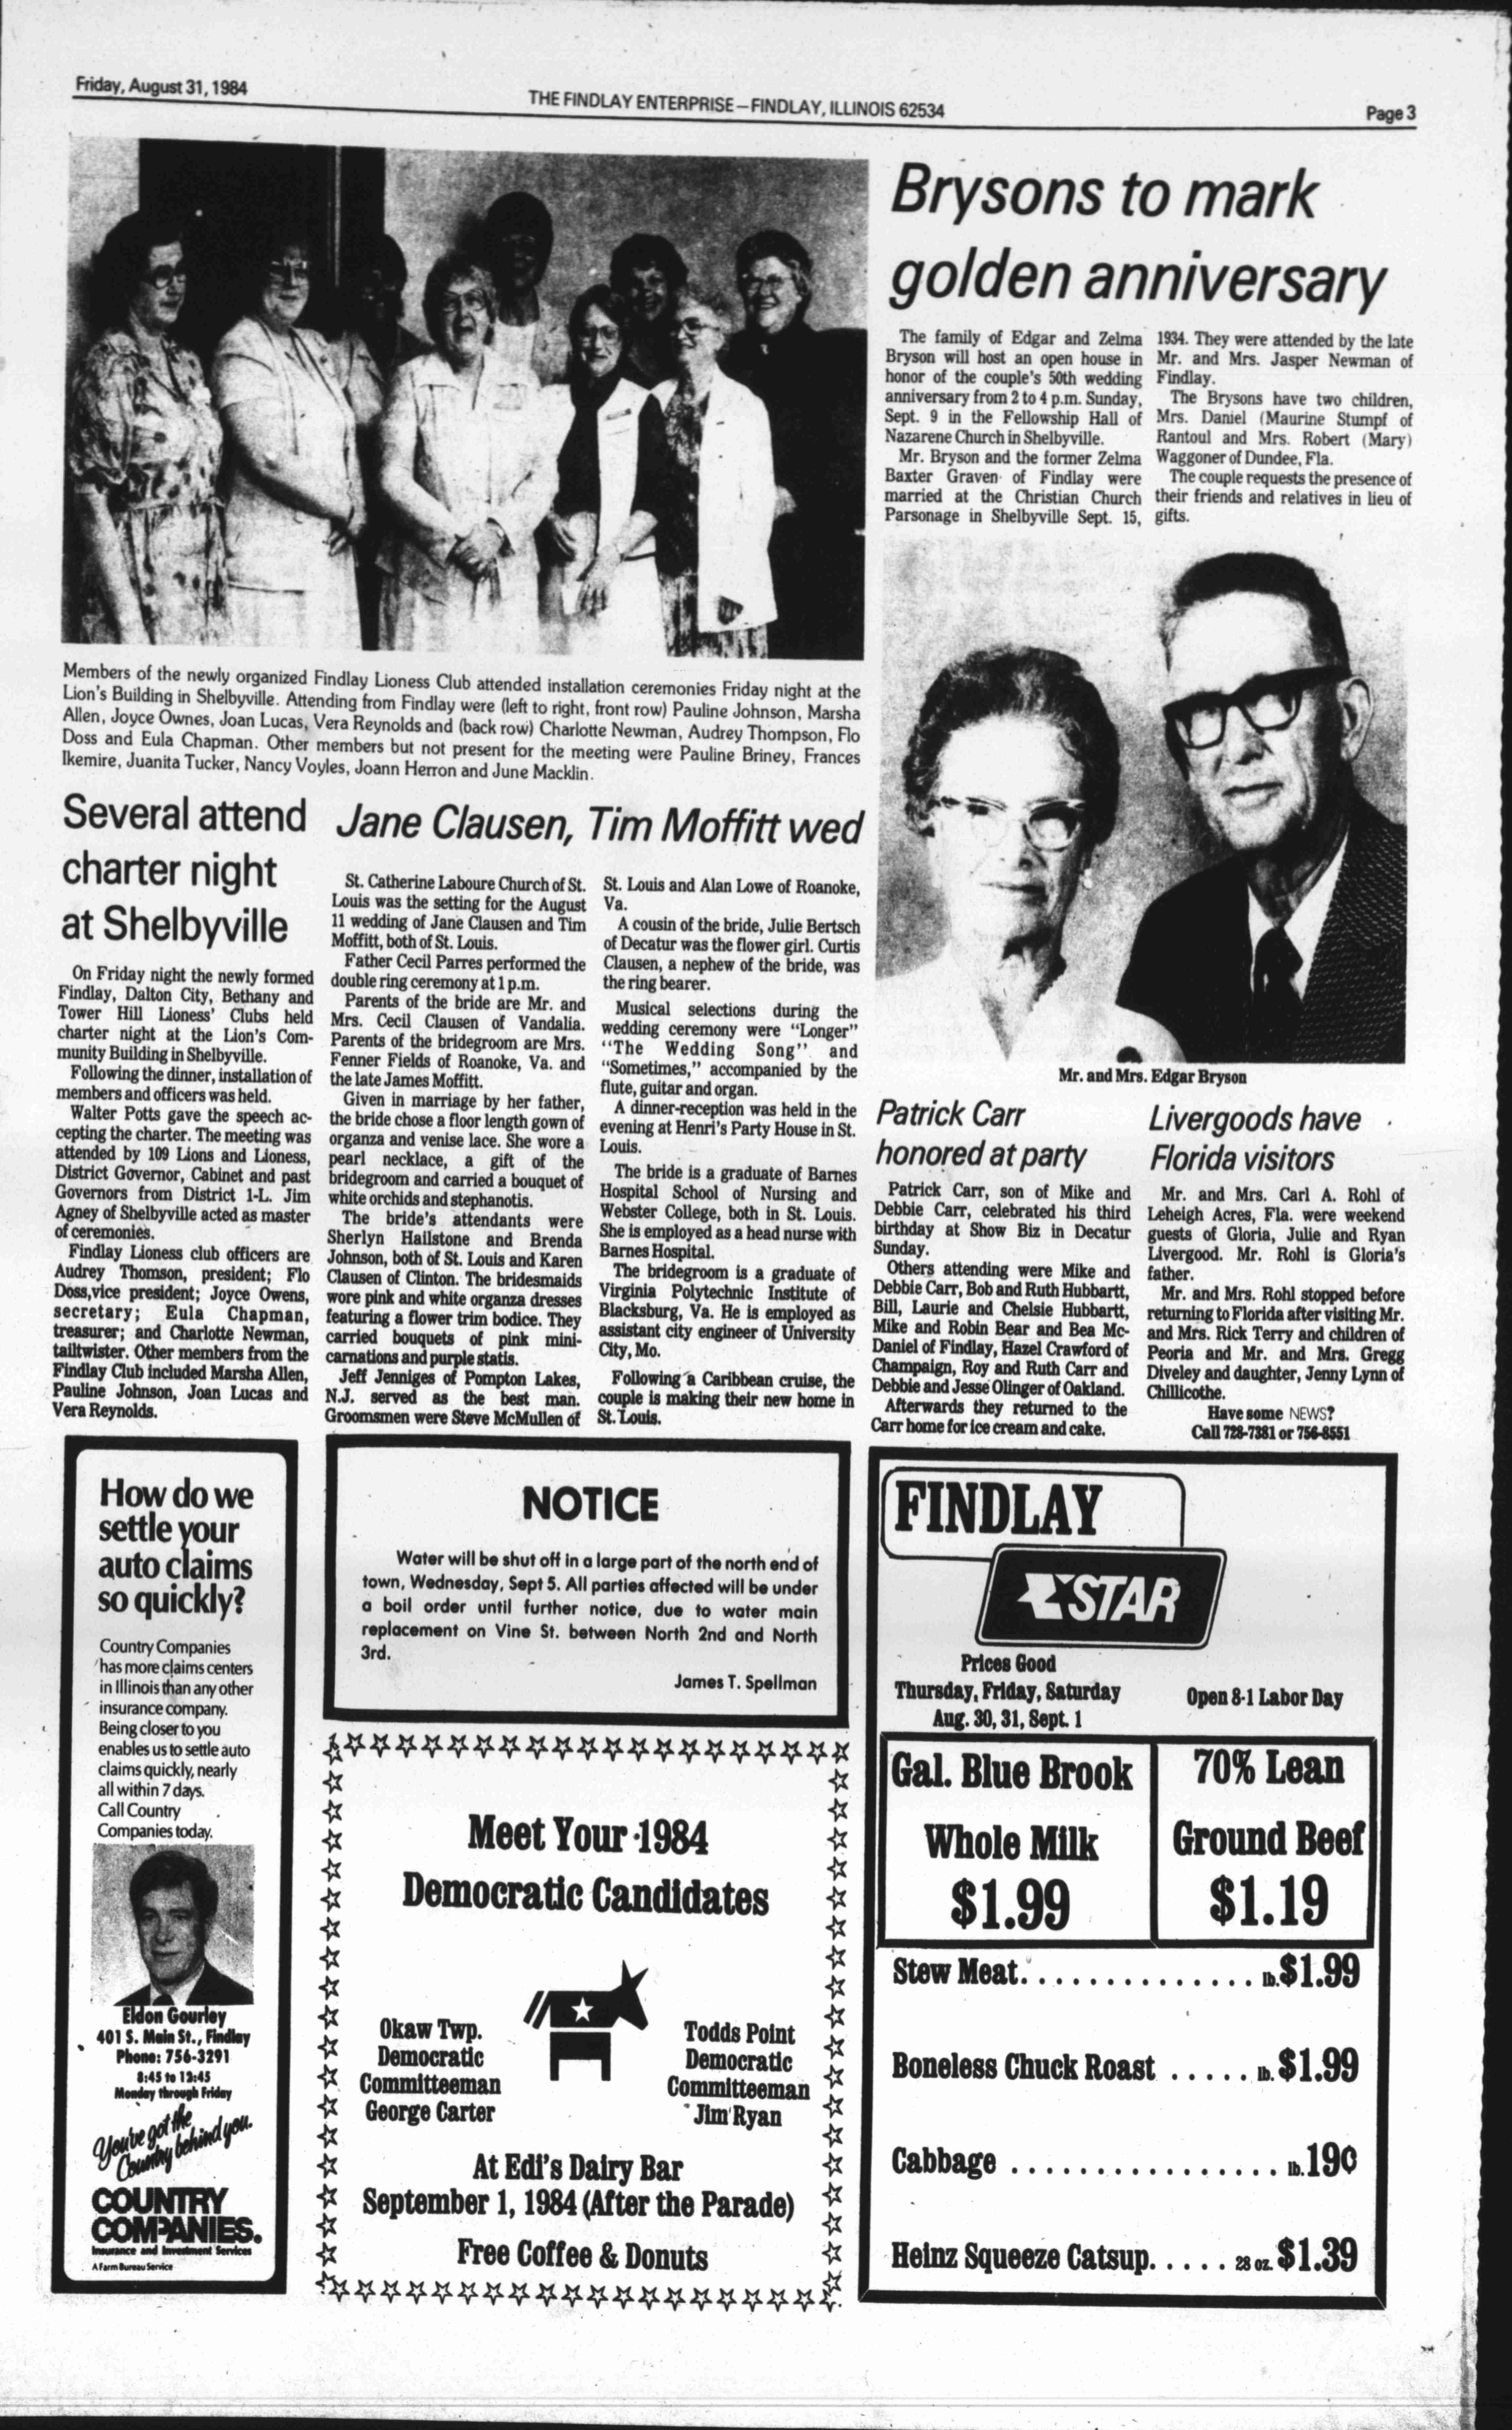 Friday, August 31, 1984
THE FINDLAY ENTERPRISE—FINDLAY, ILLINOIS 62534
Page 3
Members of the newly organized Findlay Lioness Club attended installation ceremonies Friday night at the
Lion's Building in Shelbyville. Attending from Findlay were (left to right, front row) Pauline Johnson, Marsha
Allen, Joyce Ownes, Joan Lucas, Vera Reynolds and (back row) Charlotte Newman, Audrey Thompson, Flo
Doss and Eula Chapman. Other members but not present for the meeting were Pauline Briney, Frances
Ikemire, Juanita Tucker, Nancy Voyles, Joann Herron and June Macklin.
Brysons to mark
golden anniversary
The family of Edgar and Zelma
Bryson will host an open house in
honor of the couple's 50th wedding
anniversary from 2 to 4 p.m. Sunday,
Sept. 9 in the Fellowship Hall of
Nazarene Church in Shelbyville.
Mr. Bryson and the former Zelma
Baxter Graven of Findlay were
married at the Christian Church
Parsonage in Shelbyville Sept. 15,
1934. They were attended by the late
Mr. and Mrs. Jasper Newman of
Findlay.
The Brysons have two children,
Mrs. Daniel (Maurine Stumpf of
Rantoul and Mrs. Robert (Mary)
Waggoner of Dundee, Fla.
The couple requests the presence of
their friends and relatives in lieu of
gifts.
Mr. and Mrs. Edgar Bryson
Several attend
charter night
at Shelbyville
On Friday night the newly formed
Findlay, Dalton City, Bethany and
Tower Hill Lioness' Clubs held
charter night at the Lion's Com-
munity Building in Shelbyville.
Following the dinner, installation of
members and officers was held.
Walter Potts gave the speech ac-
cepting the charter. The meeting was
attended by 109 Lions and Lioness,
District Governor, Cabinet and past
Governors from District 1-L. Jim
Agney of Shelbyville acted as master
of ceremonies.
Findlay Lioness club officers are
Audrey Thomson, president; Flo
Doss,vice president; Joyce Owens,
secretary; Eula Chapman,
treasurer; and Charlotte Newman,
tailtwister. Other members from the
Findlay Club included Marsha Allen,
Pauline Johnson, Joan Lucas and
Vera Reynolds.
Jane Clausen, Tim Moffitt wed
St. Catherine Laboure Church of St.
Louis was the setting for the August
11 wedding of Jane Clausen and Tim
Moffitt, both of St. Louis.
Father Cecil Parres performed the
double ring ceremony at 1 p.m.
Parents of the bride are Mr. and
Mrs. Cecil Clausen of Vandalia.
Parents of the bridegroom are Mrs.
Fenner Fields of Roanoke, Va. and
the late James Moffitt.
Given in marriage by her father,
the bride chose a floor length gown of
organza and venise lace. She wore a
pearl necklace, a gift of the
bridegroom and carried a bouquet of
white orchids and stephanotis.
The bride's attendants were
Sherlyn Hailstone and Brenda
Johnson, both of St. Louis and Karen
Clausen of Clinton. The bridesmaids
wore pink and white organza dresses
featuring a flower trim bodice. They
carried bouquets of pink mini-
carnations and purple statis.
Jeff Jenniges of Pompton Lakes,
N.J. served as the best man.
Groomsmen were Steve McMullen of
St. Louis and Alan Lowe of Roanoke,
Va.
A cousin of the bride, Julie Bertsch
of Decatur was the flower girl. Curtis
Clausen, a nephew of the bride, was
the ring bearer.
Musical selections during the
wedding ceremony were "Longer"
"The Wedding Song" and
"Sometimes," accompanied by the
flute, guitar and organ.
A dinner-reception was held in the
evening at Henri's Party House in St.
Louis.
The bride is a graduate of Barnes
Hospital School of Nursing and
Webster College, both in St. Louis.
She is employed as a head nurse with
Barnes Hospital.
The bridegroom is a graduate of
Virginia Polytechnic Institute of
Blacksburg, Va. He is employed as
assistant city engineer of University
City, Mo.
Following a Caribbean cruise, the
couple is making their new home in
St. Louis.
Patrick Carr
honored at party
Patrick Carr, son of Mike and
Debbie Carr, celebrated his third
birthday at Show Biz in Decatur
Sunday.
Others attending were Mike and
Debbie Carr, Bob and Ruth Hubbartt,
Bill, Laurie and Chelsie Hubbartt,
Mike and Robin Bear and Bea Mc-
Daniel of Findlay, Hazel Crawford of
Champaign, Roy and Ruth Carr and
Debbie and Jesse Olinger of Oakland.
Afterwards they returned to the
Carr home for ice cream and cake.
Livergoods have
Florida visitors
Mr. and Mrs. Carl A. Rohl of
Leheigh Acres, Fla. were weekend
guests of Gloria, Julie and Ryan
Livergood. Mr. Rohl is Gloria's
father.
Mr. and Mrs. Rohl stopped before
returning to Florida after visiting Mr.
and Mrs. Rick Terry and children of
Peoria and Mr. and Mrs. Gregg
Diveley and daughter, Jenny Lynn of
Chillicothe.
Have some NEWS?
Call 728-7381 or 756-8551
How do we
settle your
auto claims
so quickly?
Country Companies
has more claims centers
in Illinois than any other
insurance company.
Being closer to you
enables us to settle auto
claims quickly, nearly
all within 7 days.
Call Country
Companies today.
Eldon Gourley
401 S. Main St., Findlay
Phone: 756-3291
8:45 to 12:45
Monday through Friday
You've got the
Country behind you.
COUNTRY
COMPANIES.
Insurance and Investment Services
A Farm Bureau Service
NOTICE
Water will be shut off in a large part of the north end of
town, Wednesday, Sept 5. All parties affected will be under
a boil order until further notice, due to water main
replacement on Vine St. between North 2nd and North
3rd.
James T. Spellman
Meet Your 1984
Democratic Candidates
Okaw Twp.
Democratic
Committeeman
George Carter
Todds Point
Democratic
Committeeman
Jim Ryan
At Edi's Dairy Bar
September 1, 1984 (After the Parade)
Free Coffee & Donuts
FINDLAY
STAR
Prices Good
Thursday, Friday, Saturday
Aug. 30, 31, Sept. 1
Open 8-1 Labor Day
Gal. Blue Brook
Whole Milk
$1.99
70% Lean
Ground Beef
$1.19
Stew Meat. . . . . . . . . . . . . . . lb. $1.99
Boneless Chuck Roast . . . . . lb. $1.99
Cabbage . . . . . . . . . . . . . . . . lb. 19¢
Heinz Squeeze Catsup. . . . . 28 oz. $1.39